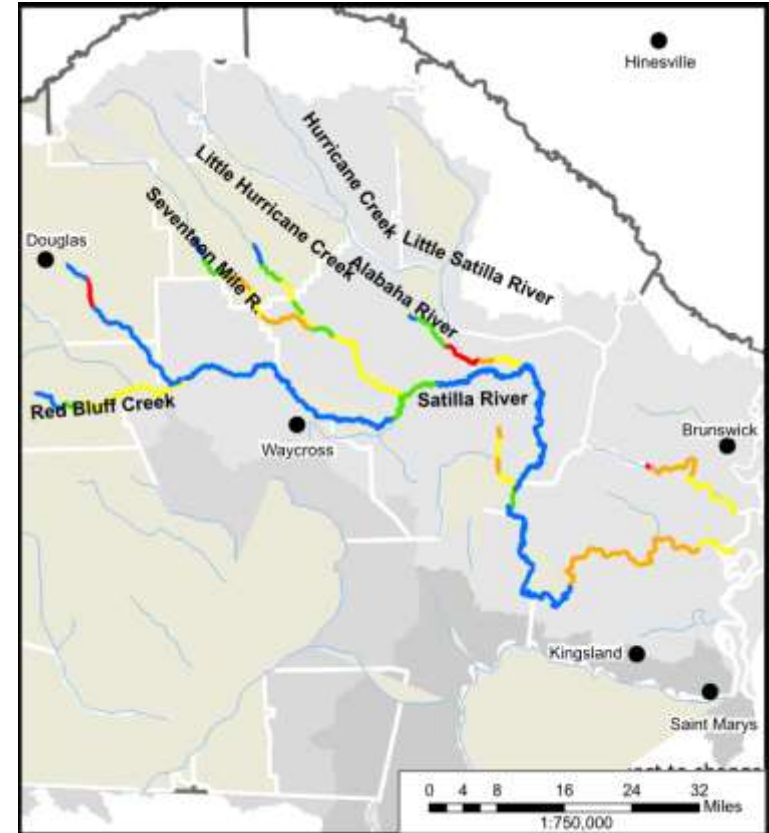 Hinesville
Hurricane Creek
Little Hurricane Creek
Seventeen Mile R.
Little Satilla River
Douglas
Alabaha River
Red Bluff Creek
Satilla River
Waycross
Brunswick
Kingsland
Saint Marys
0 4 8 16 24 32
Miles
1:750,000